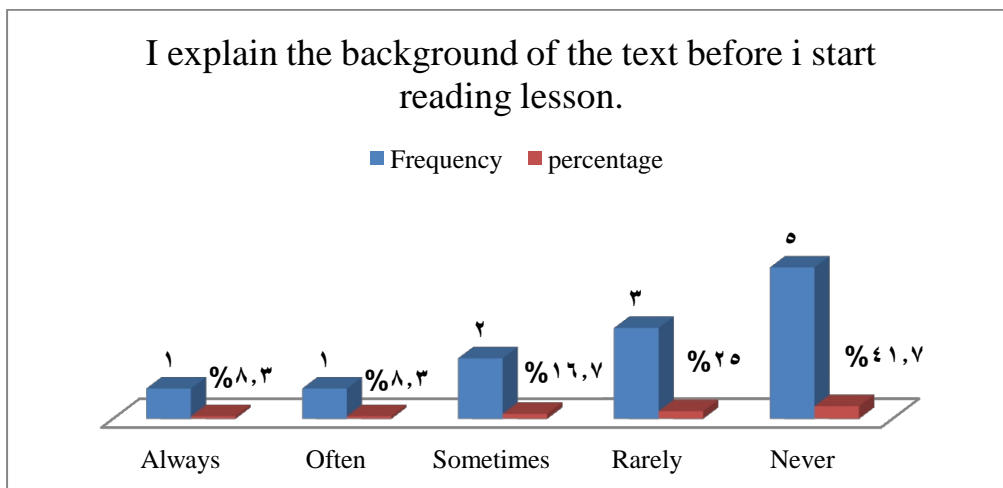 I explain the background of the text before i start
reading lesson.
Frequency percentage
١ %٨,٣ ١ %٨,٣ ٢ %١٦,٧ ٣ %٢٥ ٥ %٤١,٧
Always Often Sometimes Rarely Never